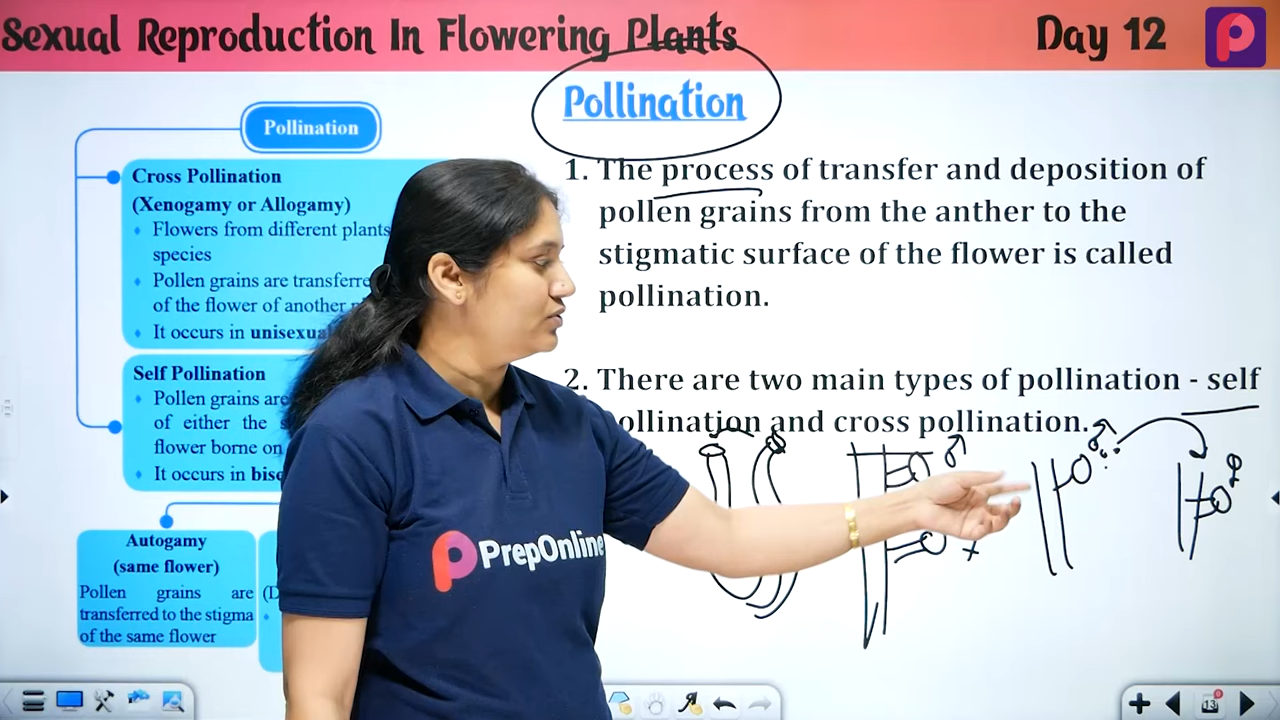 Sexual Reproduction In Flowering Plants
Day 12
Pollination
Pollination
Cross Pollination
(Xenogamy or Allogamy)
Flowers from different plants
species
Pollen grains are
of the flower of another
It occurs in
Self Pollination
Pollen grains are
of either the
flower borne on
It occurs in
Autogamy
(same flower)
Pollen grains are
transferred to the stigma
of the same flower
1. The process of transfer and deposition of
pollen grains from the anther to the
stigmatic surface of the flower is called
pollination.
2. There are two main types of pollination - self
pollination and cross pollination.
♂ ♂ ♀
+
PrepOnline
13